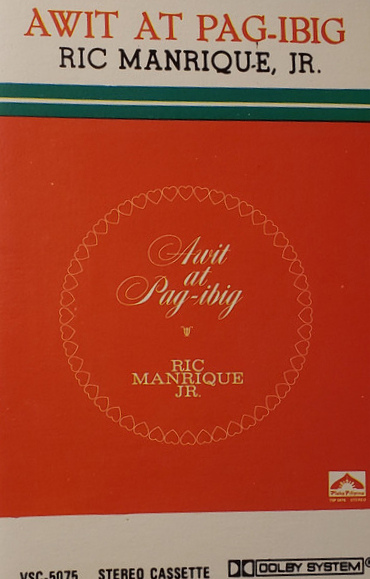 AWIT AT PAG-IBIG
RIC MANRIQUE, JR.
Awit
at
Pag-ibig
RIC
MANRIQUE
JR.
VSC-5075 STEREO CASSETTE DOLBY SYSTEM®